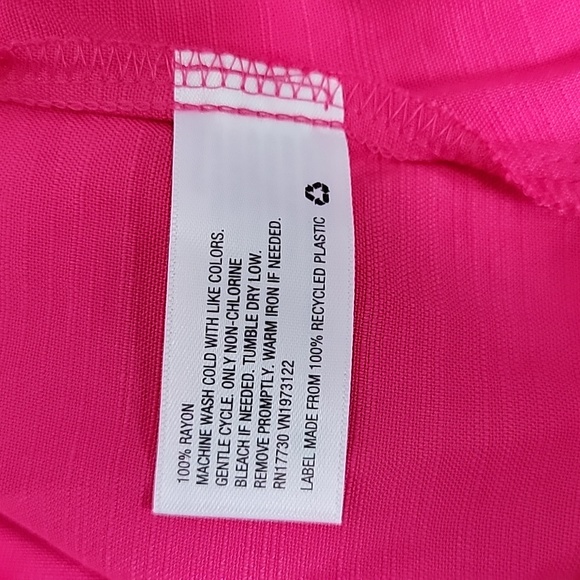 100% RAYON
MACHINE WASH COLD WITH LIKE COLORS.
GENTLE CYCLE. ONLY NON-CHLORINE
BLEACH IF NEEDED. TUMBLE DRY LOW.
REMOVE PROMPTLY. WARM IRON IF NEEDED.
RN17730 VN1973122
LABEL MADE FROM 100% RECYCLED PLASTIC